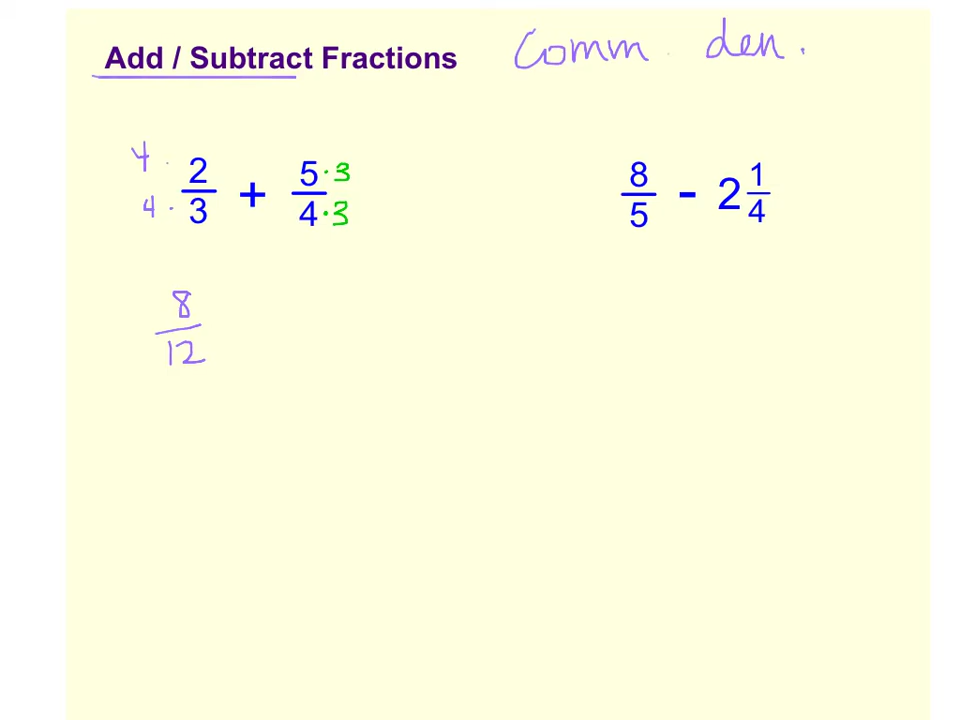 Add / Subtract Fractions Comm. den.
4 · 2/3 + 5/4 · 3
4 · · 3
8/5 - 2 1/4
8/12